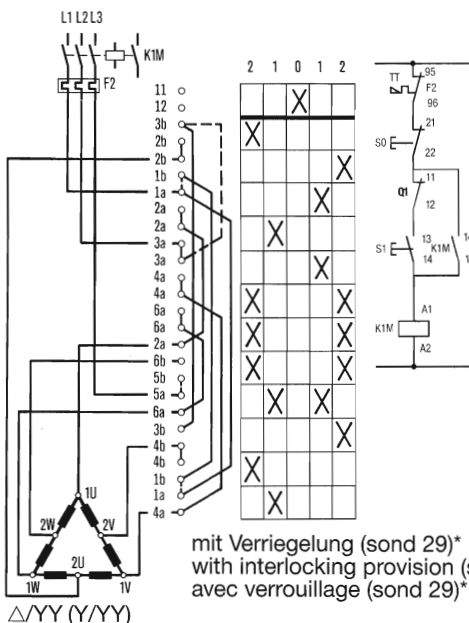 L1 L2 L3
K1M
F2
2 1 0 1 2
11
12
3b
2b
2b
1b
1a
2a
2a
3a
3a
4a
4a
6a
6a
2a
6b
5b
5a
6a
3b
4b
4b
1b
1a
4a
X
X
X
X
X
X
X X
X X
X X
X X
X
X
X
TT
95
F2
96
21
S0
22
11
Q1
12
13
S1
K1M
14
A1
K1M
A2
1U
2W
2V
1W
2U
1V
△/YY (Y/YY)
mit Verriegelung (sond 29)*
with interlocking provision (s
avec verrouillage (sond 29)*